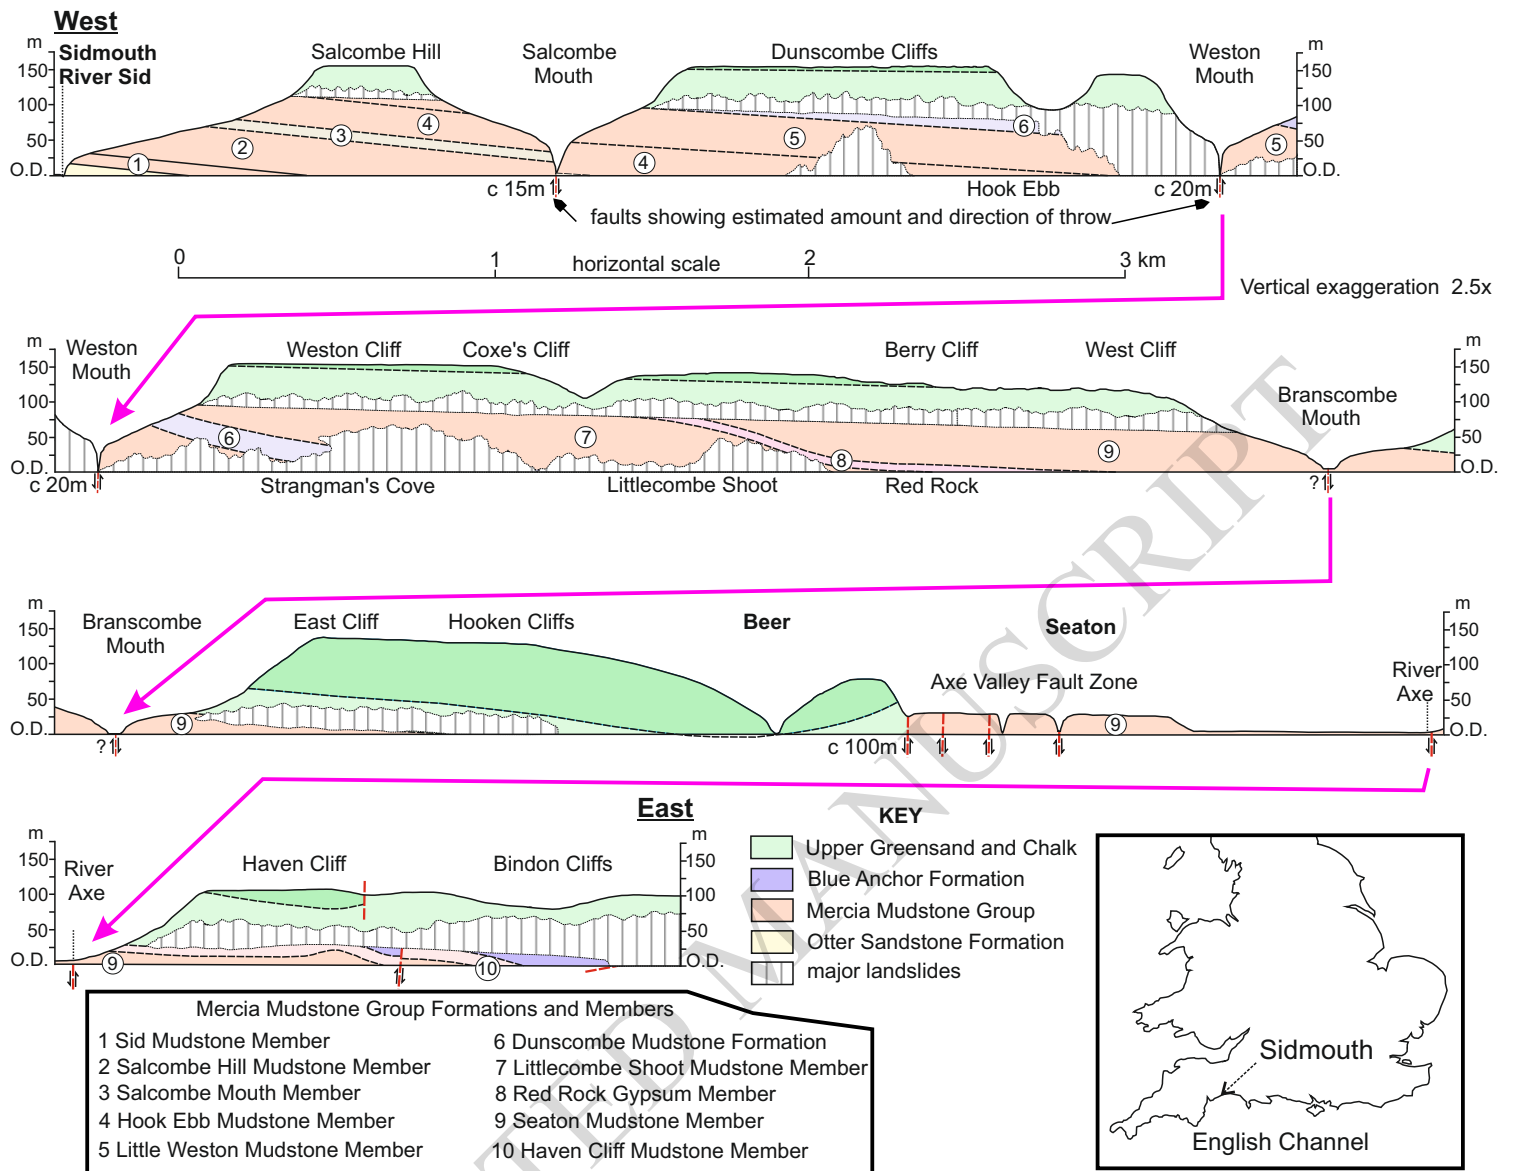 West
m
Sidmouth
River Sid
Salcombe Hill
Salcombe
Mouth
Dunscombe Cliffs
Weston
Mouth
m
150
100
50
O.D.
150
100
50
O.D.
1
2
3
4
4
5
6
5
c 15m
Hook Ebb
c 20m
faults showing estimated amount and direction of throw
0
1
2
3 km
horizontal scale
Vertical exaggeration 2.5x
m
Weston
Mouth
Weston Cliff
Coxe's Cliff
Berry Cliff
West Cliff
Branscombe
Mouth
m
150
100
50
O.D.
150
100
50
O.D.
6
7
8
9
c 20m
Strangman's Cove
Littlecombe Shoot
Red Rock
?
m
Branscombe
Mouth
East Cliff
Hooken Cliffs
Beer
Seaton
Axe Valley Fault Zone
River
Axe
m
150
100
50
O.D.
150
100
50
O.D.
9
9
?
c 100m
East
m
River
Axe
Haven Cliff
Bindon Cliffs
m
150
100
50
O.D.
150
100
50
O.D.
9
10
KEY
Upper Greensand and Chalk
Blue Anchor Formation
Mercia Mudstone Group
Otter Sandstone Formation
major landslides
Mercia Mudstone Group Formations and Members
1 Sid Mudstone Member
2 Salcombe Hill Mudstone Member
3 Salcombe Mouth Member
4 Hook Ebb Mudstone Member
5 Little Weston Mudstone Member
6 Dunscombe Mudstone Formation
7 Littlecombe Shoot Mudstone Member
8 Red Rock Gypsum Member
9 Seaton Mudstone Member
10 Haven Cliff Mudstone Member
Sidmouth
English Channel
TED MANUSCRIPT